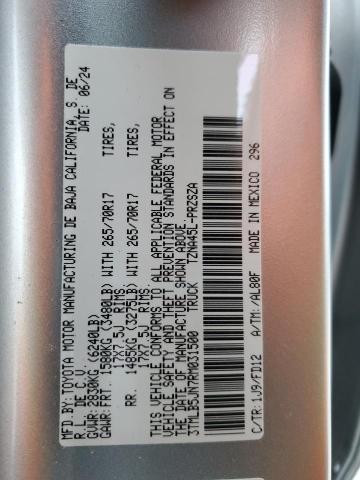 MFD.BY:TOYOTA MOTOR MANUFACTURING DE BAJA CALIFORNIA, S. DE
R.L. DE C.V. DATE: 06/24
GVWR: 2830KG (6240LB)
GAWR: FRT. 1580KG (3480LB) WITH 265/70R17 TIRES,
17X7.5J RIMS
RR. 1485KG (3275LB) WITH 265/70R17 TIRES,
17X7.5J RIMS
THIS VEHICLE CONFORMS TO ALL APPLICABLE FEDERAL MOTOR
VEHICLE SAFETY AND THEFT PREVENTION STANDARDS IN EFFECT ON
THE DATE OF MANUFACTURE SHOWN ABOVE.
3TMLB5JN7RM031500 TRUCK TZNA45L-PRZSZA
C/TR: 1J9/FD12 A/TM: /AL80F MADE IN MEXICO 296